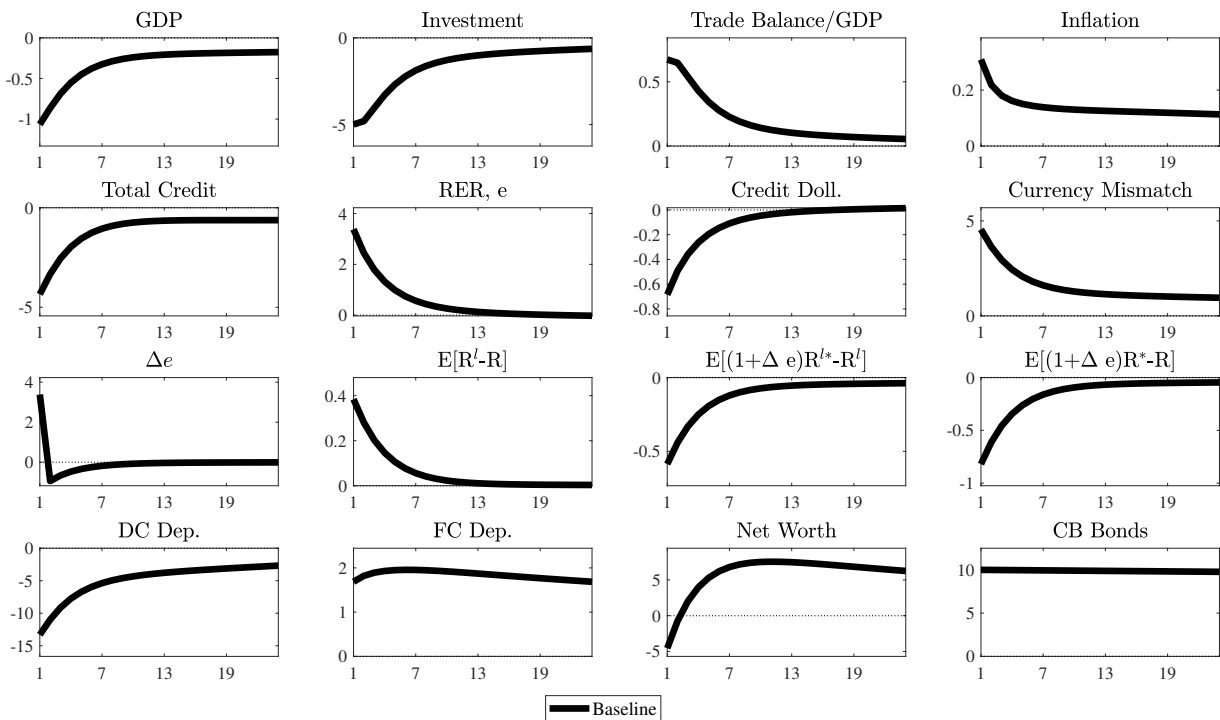 GDP Investment Trade Balance/GDP Inflation
0 0 0.5 0.2
-0.5 -5 0 0
-1
1 7 13 19 1 7 13 19 1 7 13 19 1 7 13 19
Total Credit RER, e Credit Doll. Currency Mismatch
0 4 0 5
-5 2 -0.2 0
0 -0.4
-0.6
-0.8
1 7 13 19 1 7 13 19 1 7 13 19 1 7 13 19
Δe E[Rˡ-R] E[(1+Δ e)Rˡ*-Rˡ] E[(1+Δ e)R*-R]
4 0.4 0 0
2 0.2 -0.5 -0.5
0 0 -1
1 7 13 19 1 7 13 19 1 7 13 19 1 7 13 19
DC Dep. FC Dep. Net Worth CB Bonds
0 2 5 10
-5 1 0 5
-10 0 -5 0
-15
1 7 13 19 1 7 13 19 1 7 13 19 1 7 13 19
Baseline